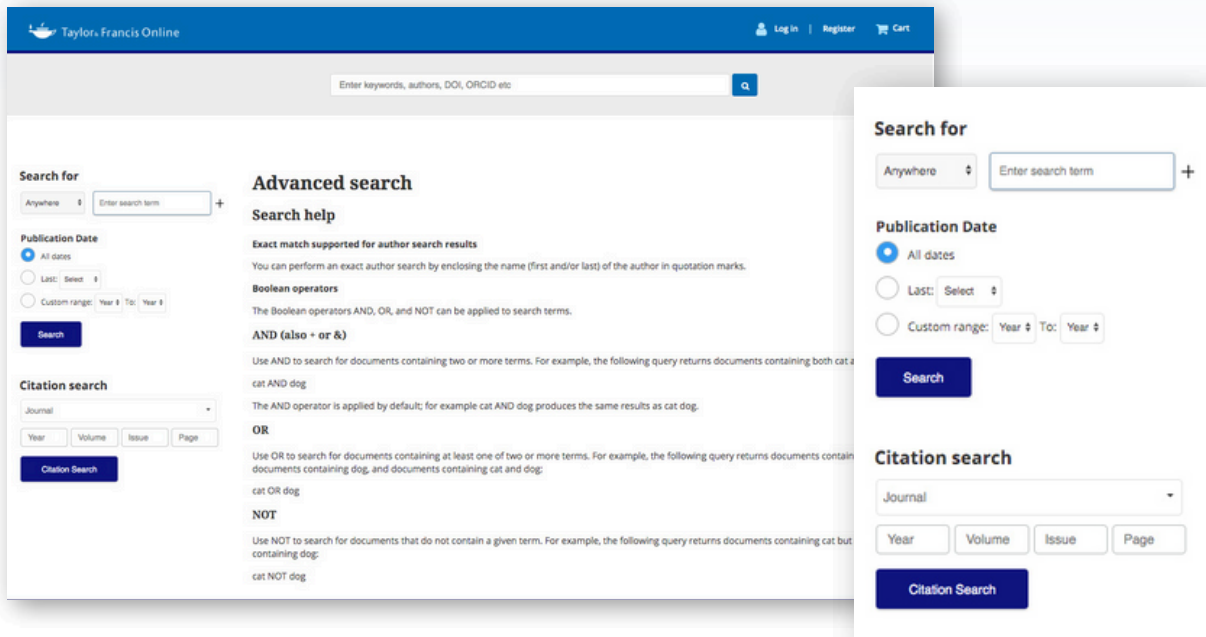 Taylor & Francis Online
Log in | Register Cart
Enter keywords, authors, DOI, ORCID etc
Search for
Anywhere Enter search term +
Publication Date
All dates
Last: Select
Custom range: Year To: Year
Search
Citation search
Journal
Year Volume Issue Page
Citation Search
Advanced search
Search help
Exact match supported for author search results
You can perform an exact author search by enclosing the name (first and/or last) of the author in quotation marks.
Boolean operators
The Boolean operators AND, OR, and NOT can be applied to search terms.
AND (also + or &)
Use AND to search for documents containing two or more terms. For example, the following query returns documents containing both cat a
cat AND dog
The AND operator is applied by default; for example cat AND dog produces the same results as cat dog.
OR
Use OR to search for documents containing at least one of two or more terms. For example, the following query returns documents contain
documents containing dog, and documents containing cat and dog:
cat OR dog
NOT
Use NOT to search for documents that do not contain a given term. For example, the following query returns documents containing cat but
containing dog:
cat NOT dog
Search for
Anywhere Enter search term +
Publication Date
All dates
Last: Select
Custom range: Year To: Year
Search
Citation search
Journal
Year Volume Issue Page
Citation Search